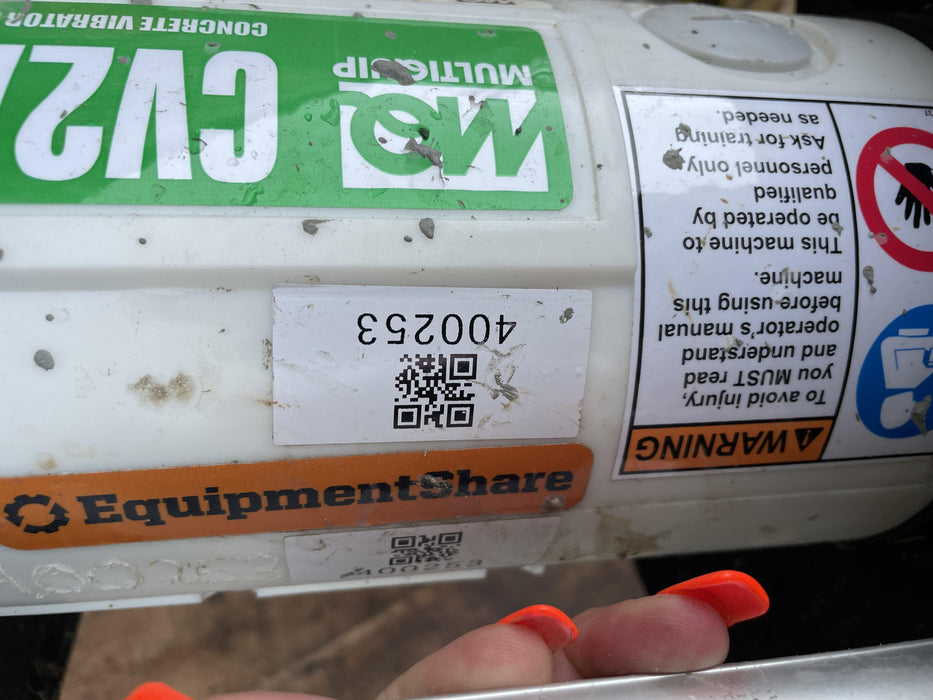 CONCRETE VIBRATOR
CV2
MQ
MULTIQUIP
400253
EquipmentShare
400253
WARNING
To avoid injury,
you MUST read
and understand
operator's manual
before using this
machine.
This machine to
be operated by
qualified
personnel only
Ask for training
as needed.